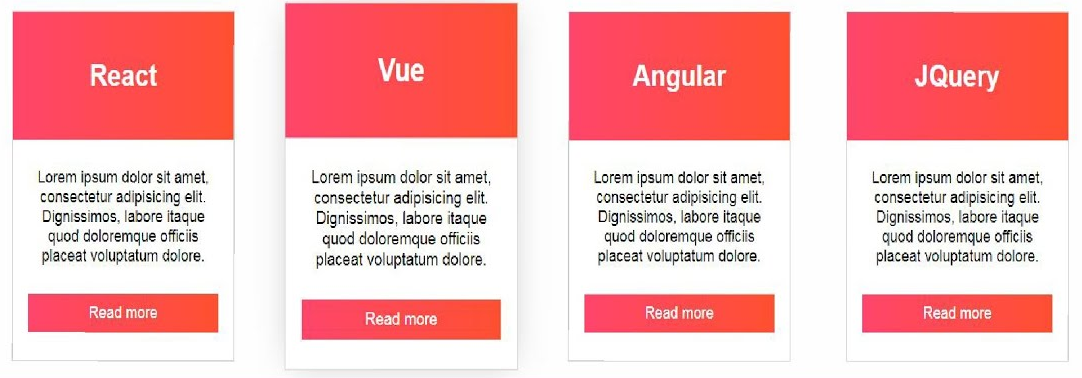 React
Lorem ipsum dolor sit amet,
consectetur adipisicing elit.
Dignissimos, labore itaque
quod doloremque officiis
placeat voluptatum dolore.
Read more
Vue
Lorem ipsum dolor sit amet,
consectetur adipisicing elit.
Dignissimos, labore itaque
quod doloremque officiis
placeat voluptatum dolore.
Read more
Angular
Lorem ipsum dolor sit amet,
consectetur adipisicing elit.
Dignissimos, labore itaque
quod doloremque officiis
placeat voluptatum dolore.
Read more
JQuery
Lorem ipsum dolor sit amet,
consectetur adipisicing elit.
Dignissimos, labore itaque
quod doloremque officiis
placeat voluptatum dolore.
Read more